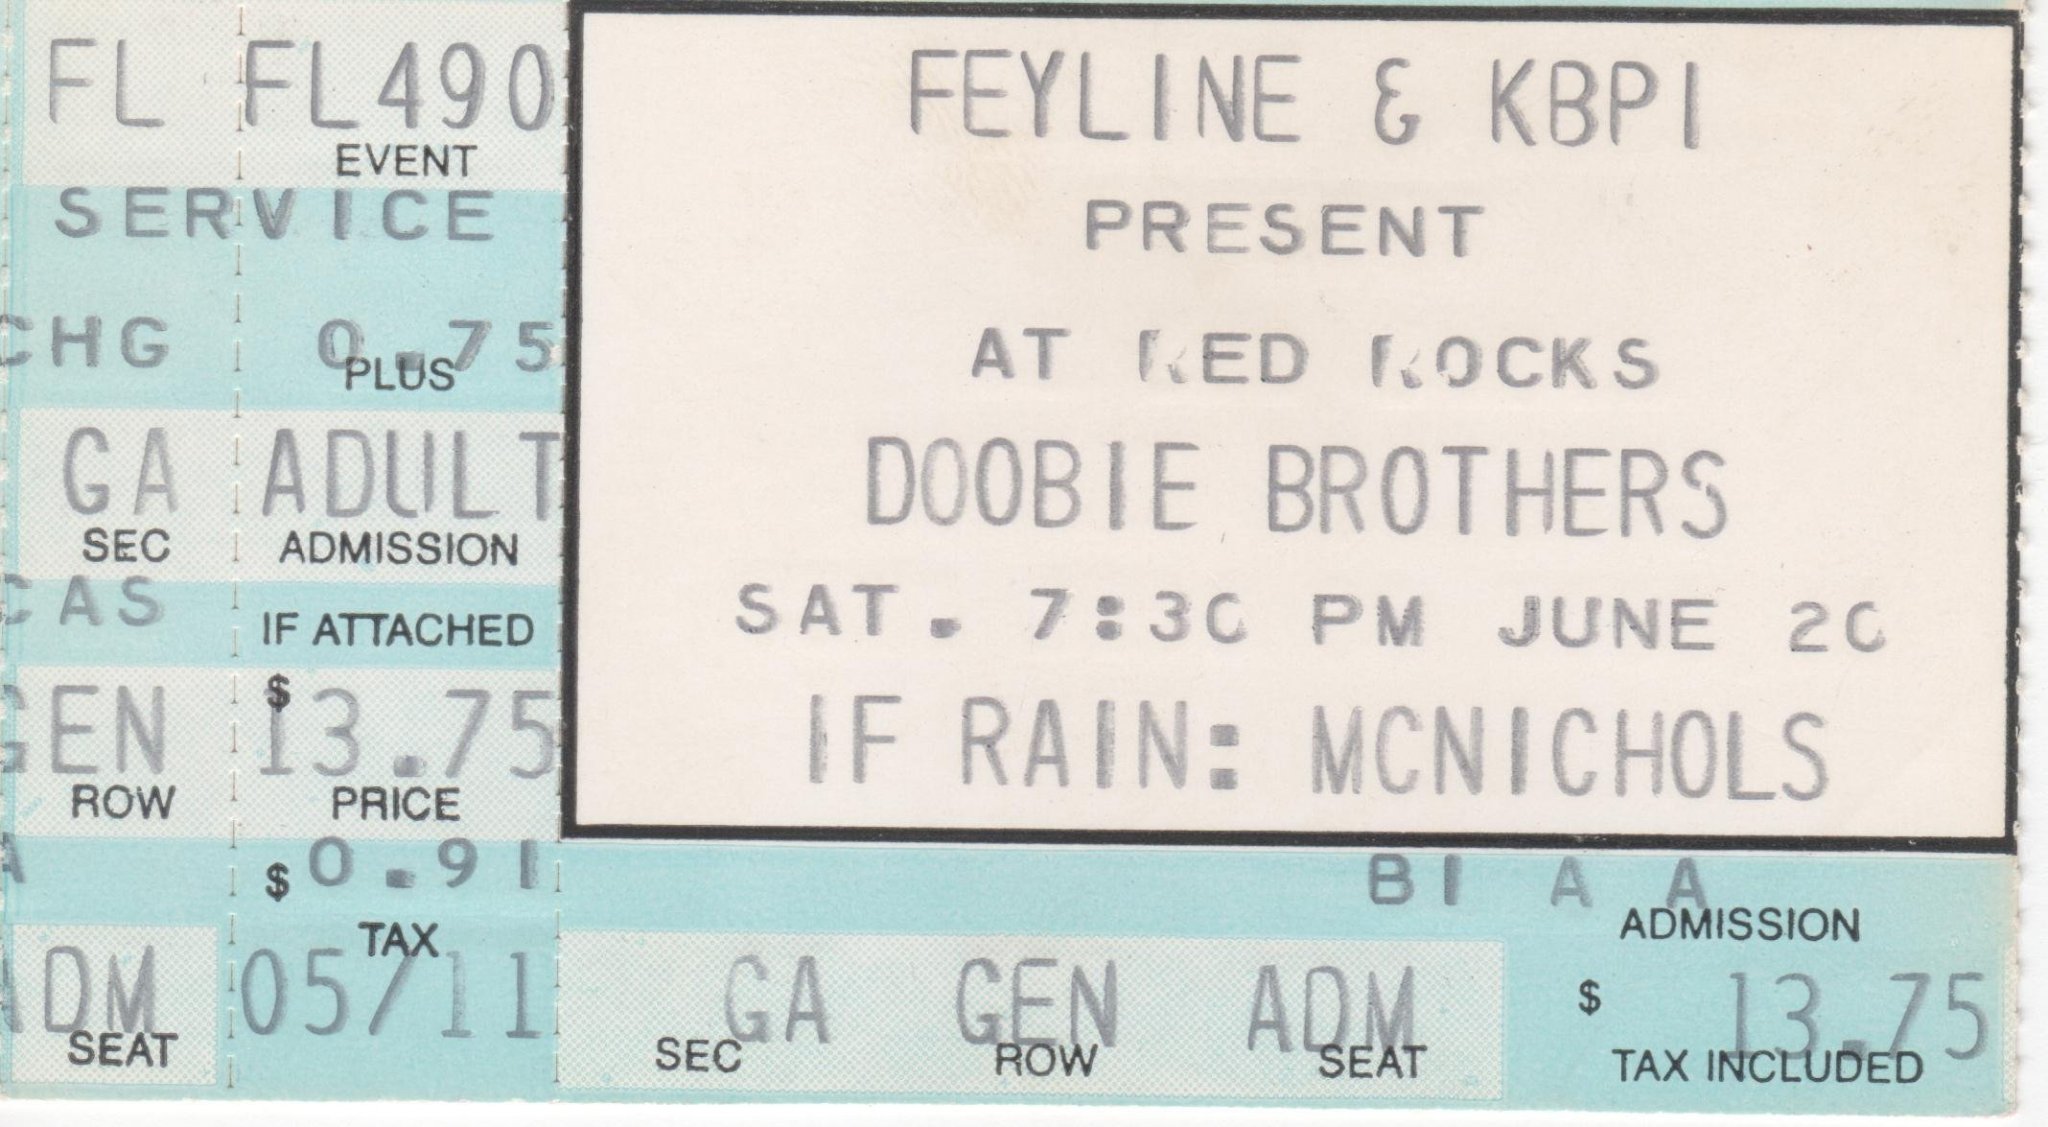 FL FL490
EVENT
SERVICE
CHG 0.75
PLUS
GA ADULT
SEC ADMISSION
CAS IF ATTACHED
GEN $ 13.75
ROW PRICE
A $ 0.91
TAX
ADM 05/11
SEAT
FEYLINE & KBPI
PRESENT
AT RED ROCKS
DOOBIE BROTHERS
SAT. 7:30 PM JUNE 20
IF RAIN: MCNICHOLS
BI A A
ADMISSION
GA GEN ADM $ 13.75
SEC ROW SEAT TAX INCLUDED